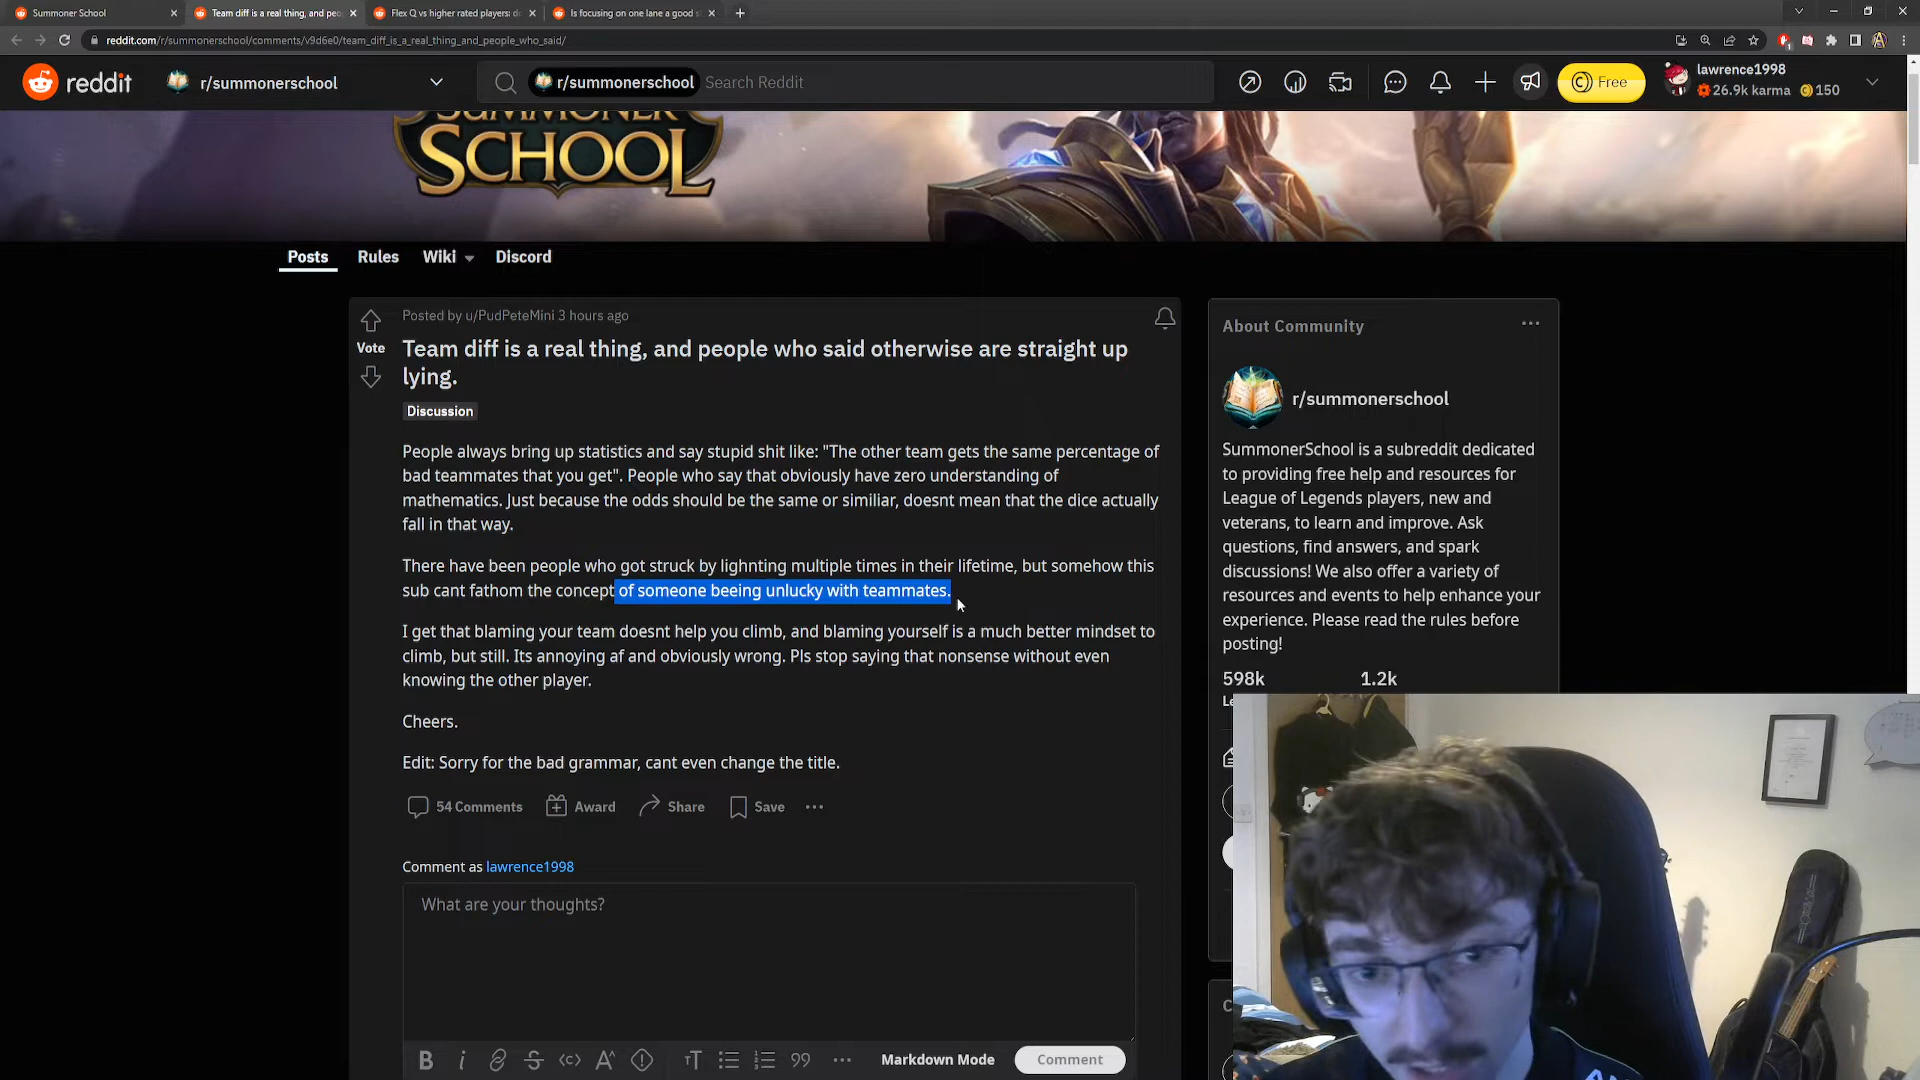 Summoner School
Team diff is a real thing, and peo
Flex Q vs higher rated players: d
Is focusing on one lane a good s
reddit.com/r/summonerschool/comments/v9d6e0/team_diff_is_a_real_thing_and_people_who_said/
reddit
r/summonerschool
r/summonerschool Search Reddit
Free
lawrence1998
26.9k karma 150
SUMMONER
SCHOOL
Posts Rules Wiki Discord
Posted by u/PudPeteMini 3 hours ago
Vote
Team diff is a real thing, and people who said otherwise are straight up
lying.
Discussion
People always bring up statistics and say stupid shit like: "The other team gets the same percentage of
bad teammates that you get". People who say that obviously have zero understanding of
mathematics. Just because the odds should be the same or similiar, doesnt mean that the dice actually
fall in that way.
There have been people who got struck by lighnting multiple times in their lifetime, but somehow this
sub cant fathom the concept of someone beeing unlucky with teammates.
I get that blaming your team doesnt help you climb, and blaming yourself is a much better mindset to
climb, but still. Its annoying af and obviously wrong. Pls stop saying that nonsense without even
knowing the other player.
Cheers.
Edit: Sorry for the bad grammar, cant even change the title.
54 Comments Award Share Save
Comment as lawrence1998
What are your thoughts?
Markdown Mode Comment
About Community
r/summonerschool
SummonerSchool is a subreddit dedicated
to providing free help and resources for
League of Legends players, new and
veterans, to learn and improve. Ask
questions, find answers, and spark
discussions! We also offer a variety of
resources and events to help enhance your
experience. Please read the rules before
posting!
598k 1.2k